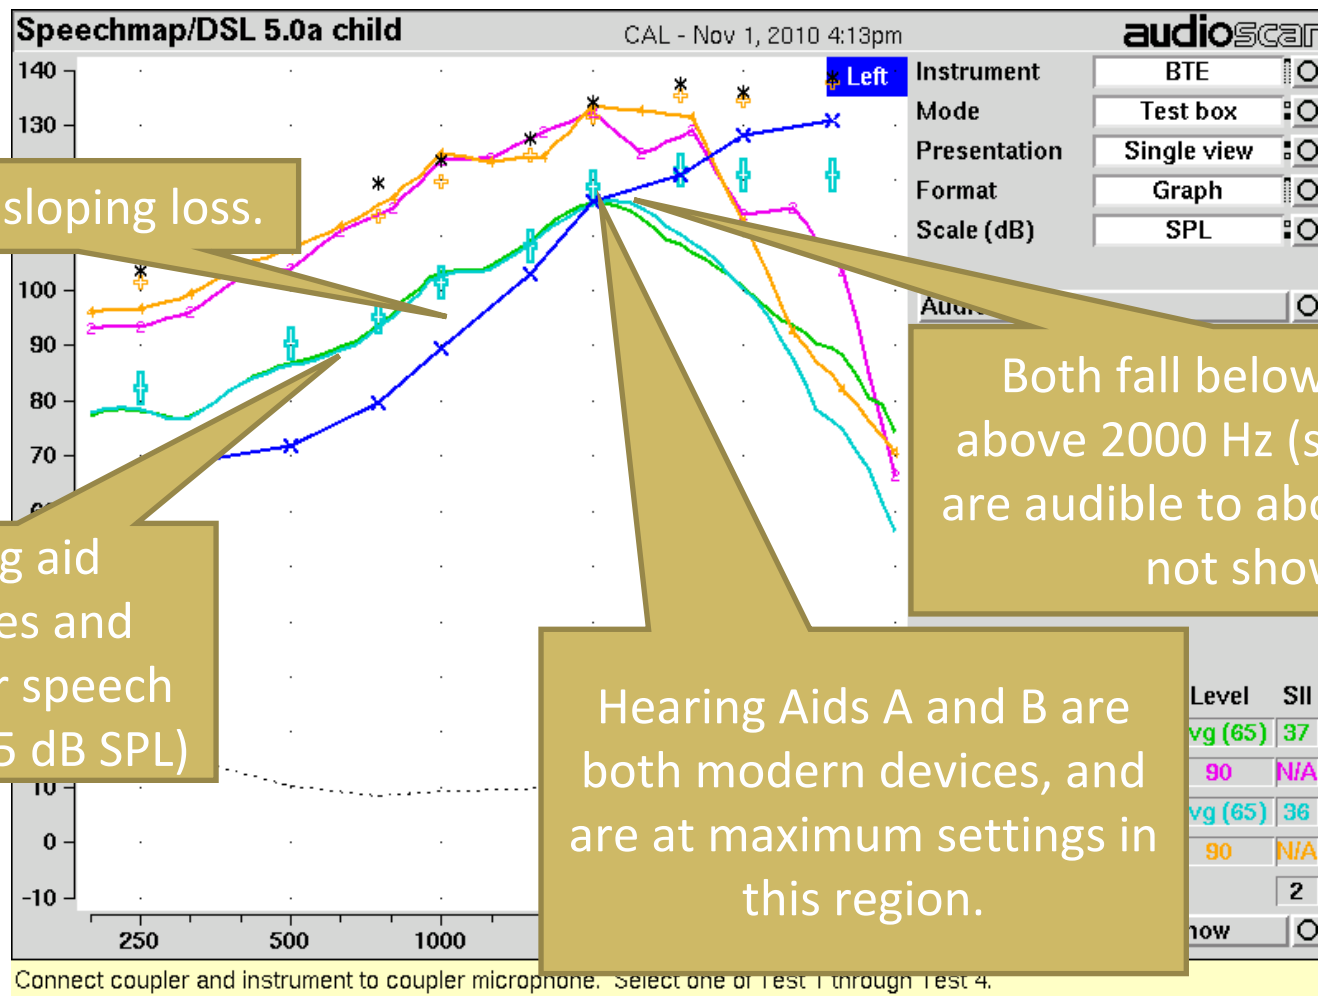 Speechmap/DSL 5.0a child
CAL - Nov 1, 2010 4:13pm
audioscan
Left
Instrument BTE
Mode Test box
Presentation Single view
Format Graph
Scale (dB) SPL
140
130
100
90
80
70
10
0
-10
250 500 1000
sloping loss.
g aid
es and
r speech
5 dB SPL)
Both fall below
above 2000 Hz (s
are audible to abo
not show
Hearing Aids A and B are
both modern devices, and
are at maximum settings in
this region.
Level SII
vg (65) 37
90 N/A
vg (65) 36
90 N/A
2
how
Connect coupler and instrument to coupler microphone. Select one of Test 1 through Test 4.